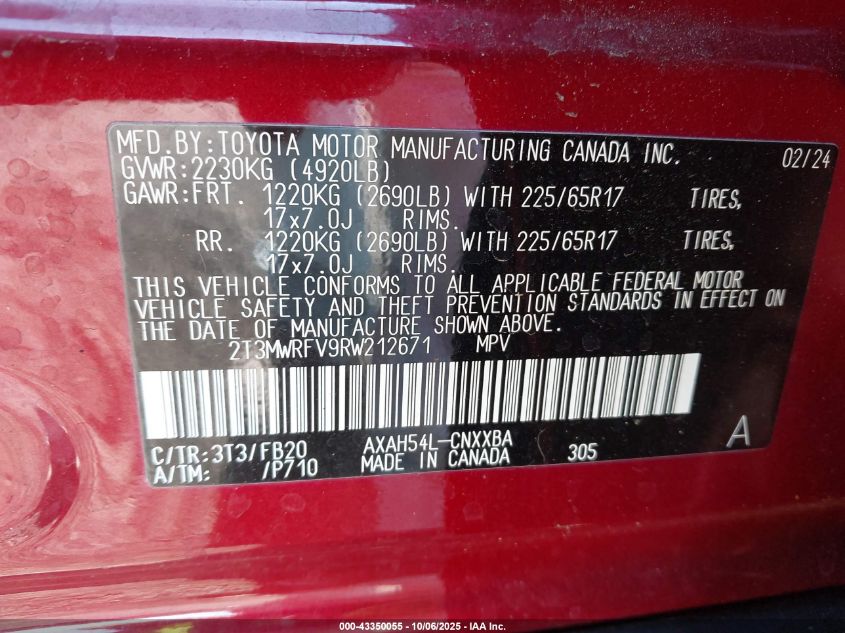 MFD.BY:TOYOTA MOTOR MANUFACTURING CANADA INC. 02/24
GVWR:2230KG (4920LB)
GAWR:FRT. 1220KG (2690LB) WITH 225/65R17 TIRES,
17x7.0J RIMS.
RR. 1220KG (2690LB) WITH 225/65R17 TIRES,
17x7.0J RIMS.
THIS VEHICLE CONFORMS TO ALL APPLICABLE FEDERAL MOTOR
VEHICLE SAFETY AND THEFT PREVENTION STANDARDS IN EFFECT ON
THE DATE OF MANUFACTURE SHOWN ABOVE.
2T3MWRFV9RW212671 MPV
C/TR:3T3/FB20 AXAH54L-CNXXBA 305 A
A/TM: /P710 MADE IN CANADA
000-43350055 - 10/06/2025 - IAA Inc.